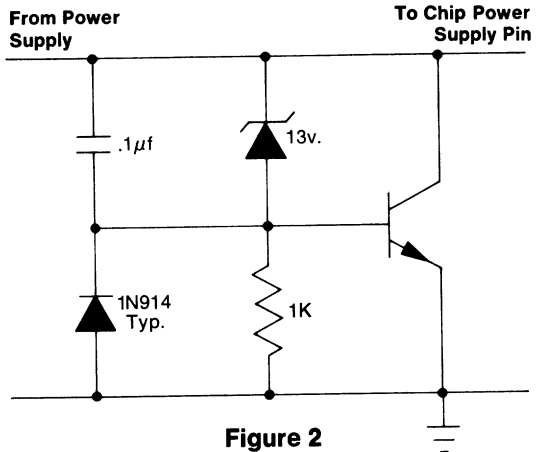 From Power
Supply
To Chip Power
Supply Pin
.1µf
13v.
1N914
Typ.
1K
Figure 2